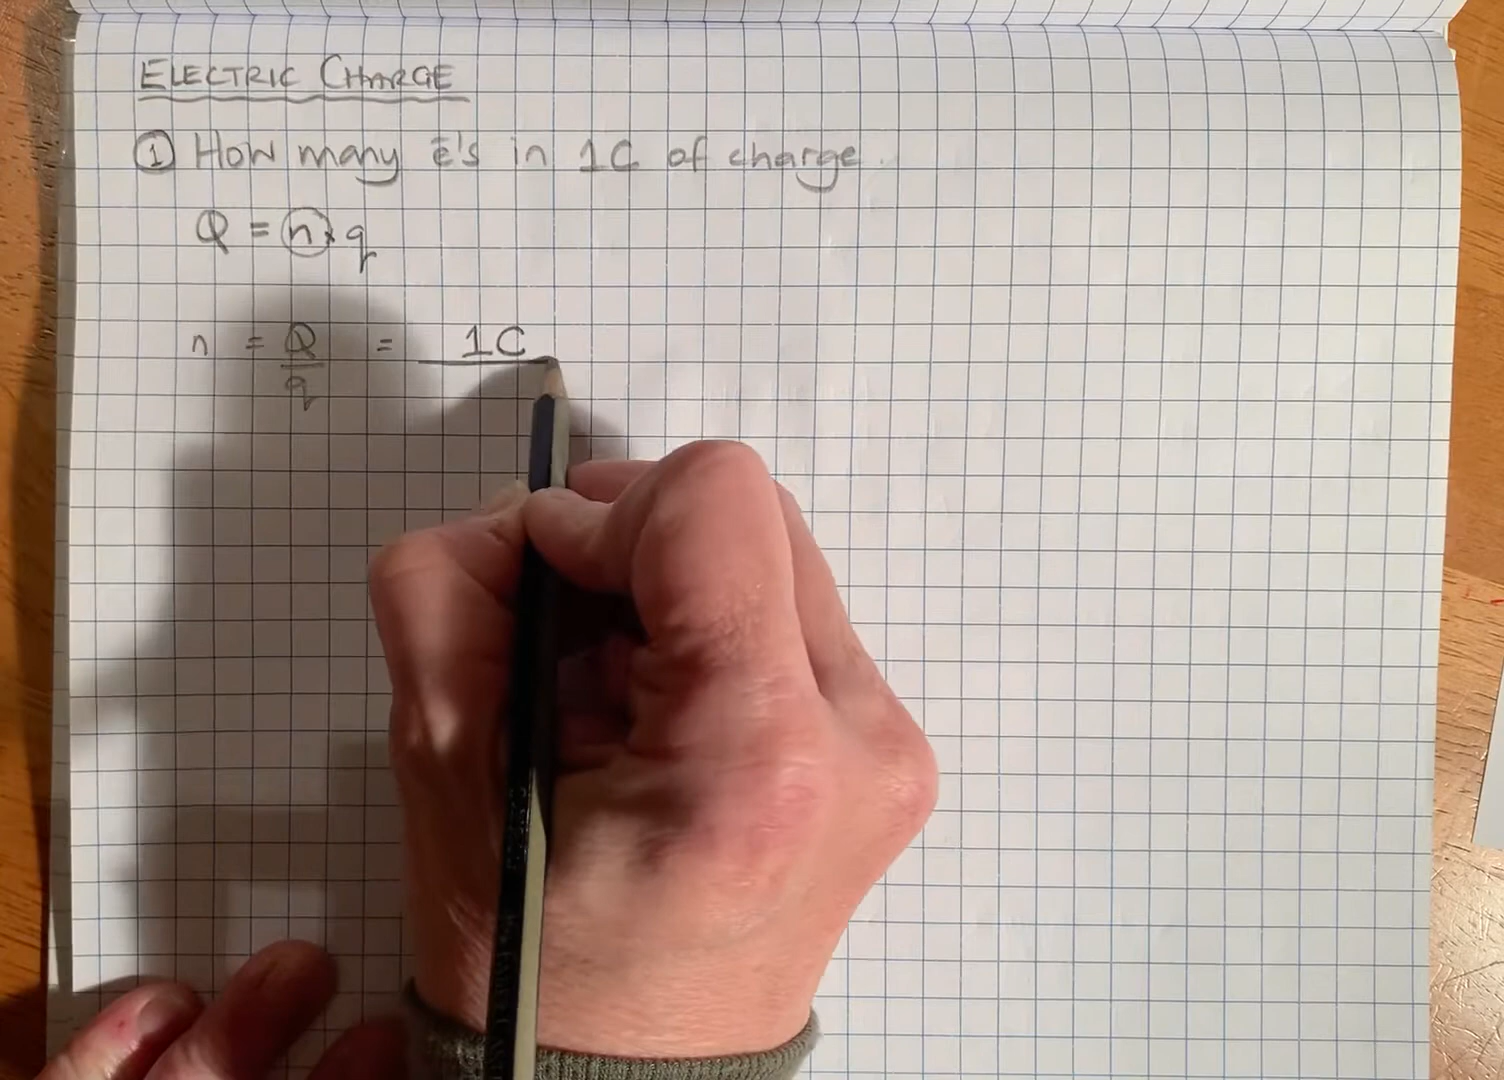 ELECTRIC CHARGE
① How many ē's in 1C of charge.
Q = n × q
n = Q/q = 1C